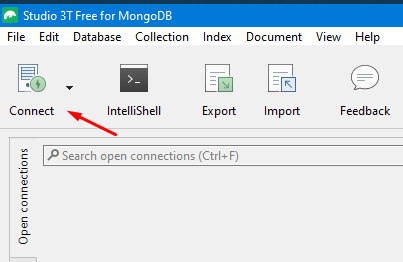 Studio 3T Free for MongoDB
File Edit Database Collection Index Document View Help
Connect IntelliShell Export Import Feedback
Open connections
Search open connections (Ctrl+F)